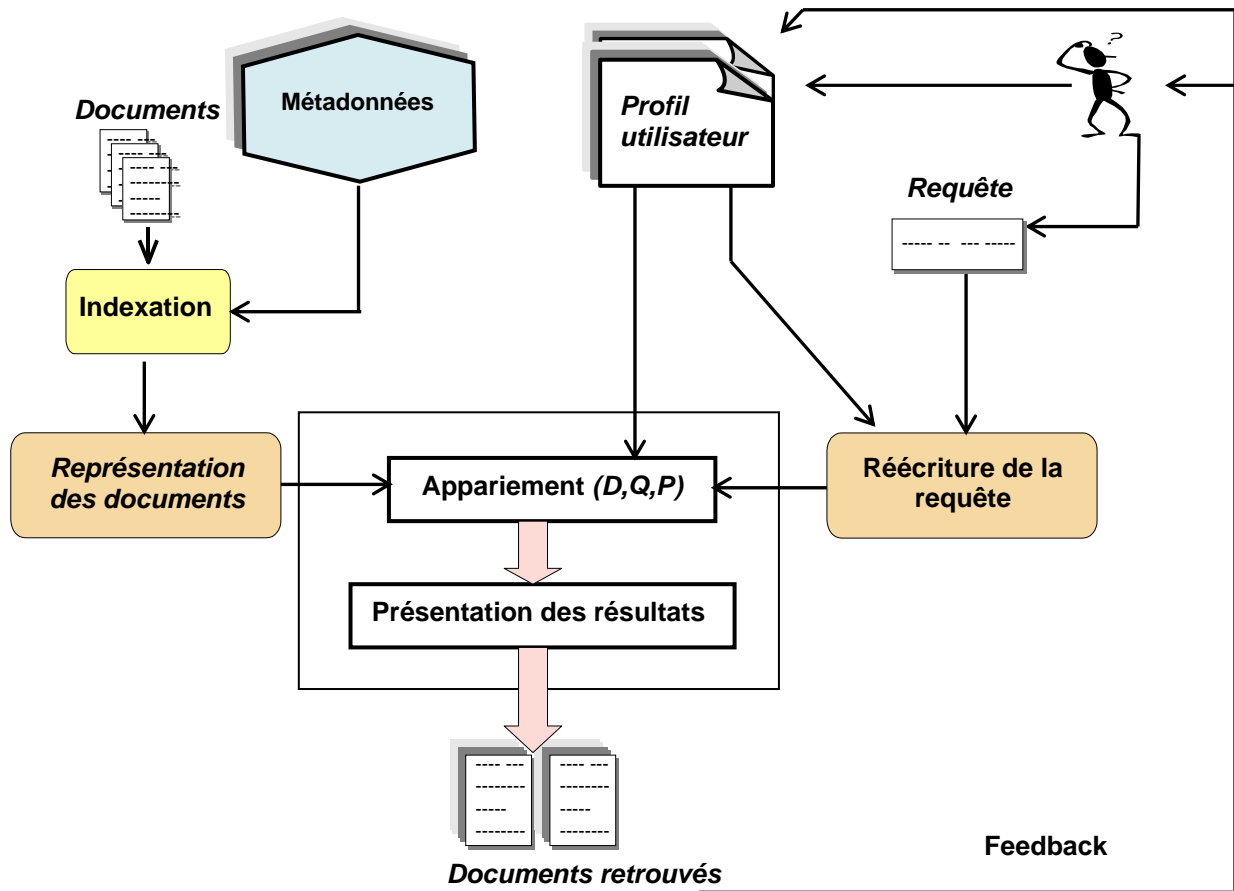 Métadonnées
Documents
Profil
utilisateur
?
Requête
Indexation
Représentation
des documents
Appariement (D,Q,P)
Réécriture de la
requête
Présentation des résultats
Feedback
Documents retrouvés